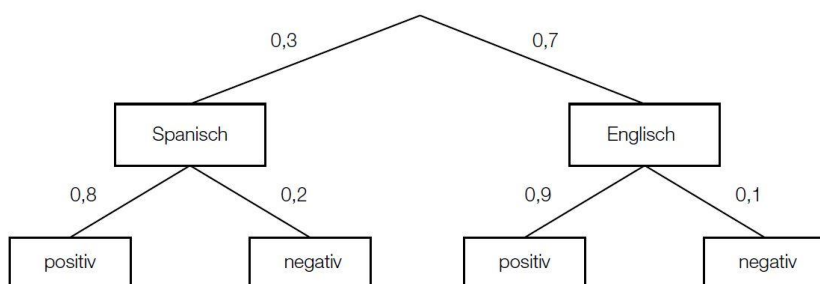 0,3 0,7
Spanisch Englisch
0,8 0,2 0,9 0,1
positiv negativ positiv negativ